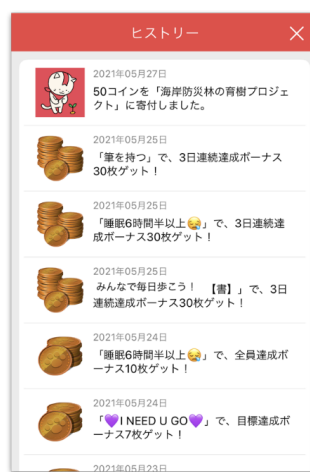 ヒストリー
2021年05月27日
50コインを「海岸防災林の育樹プロジェ
クト」に寄付しました。
2021年05月25日
「筆を持つ」で、3日連続達成ボーナス
30枚ゲット！
2021年05月25日
「睡眠6時間半以上😪」で、3日連続達
成ボーナス30枚ゲット！
2021年05月25日
みんなで毎日歩こう！ 【書】」で、3日
連続達成ボーナス30枚ゲット！
2021年05月24日
「睡眠6時間半以上😪」で、全員達成ボ
ーナス10枚ゲット！
2021年05月24日
「💜I NEED U GO💜」で、目標達成ボ
ーナス7枚ゲット！
2021年05月23日